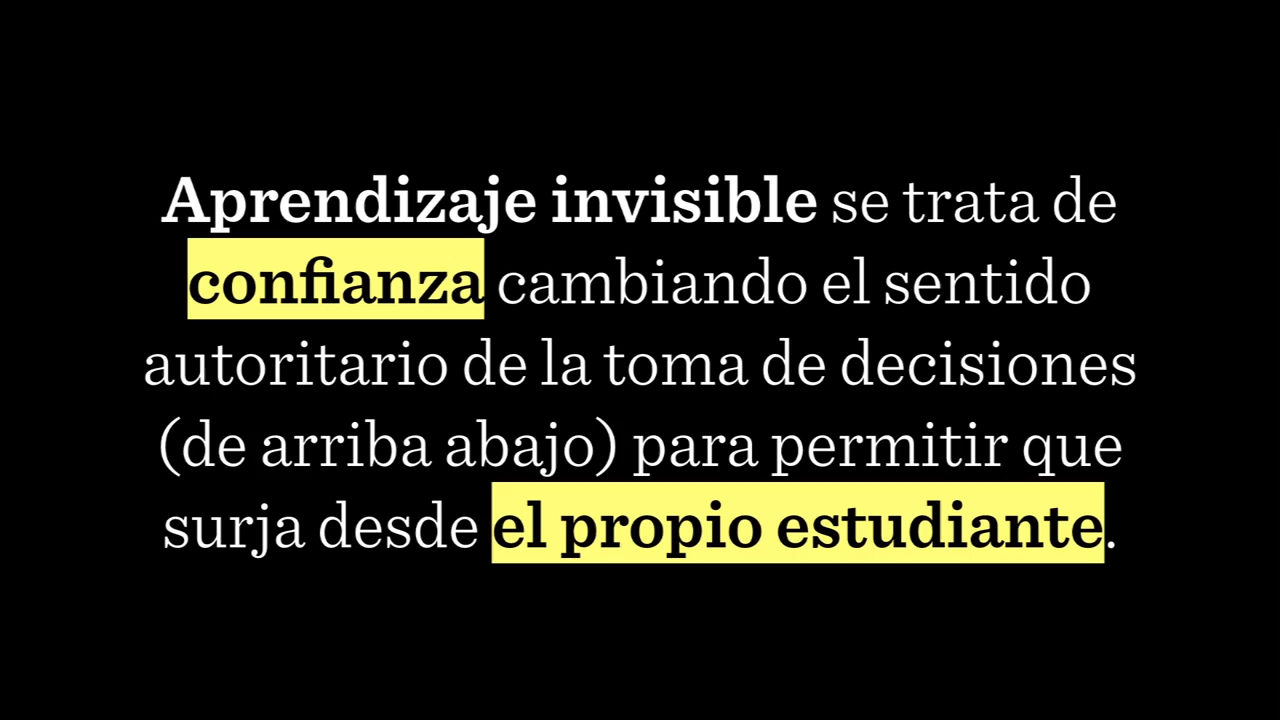 Aprendizaje invisible se trata de
confianza cambiando el sentido
autoritario de la toma de decisiones
(de arriba abajo) para permitir que
surja desde el propio estudiante.